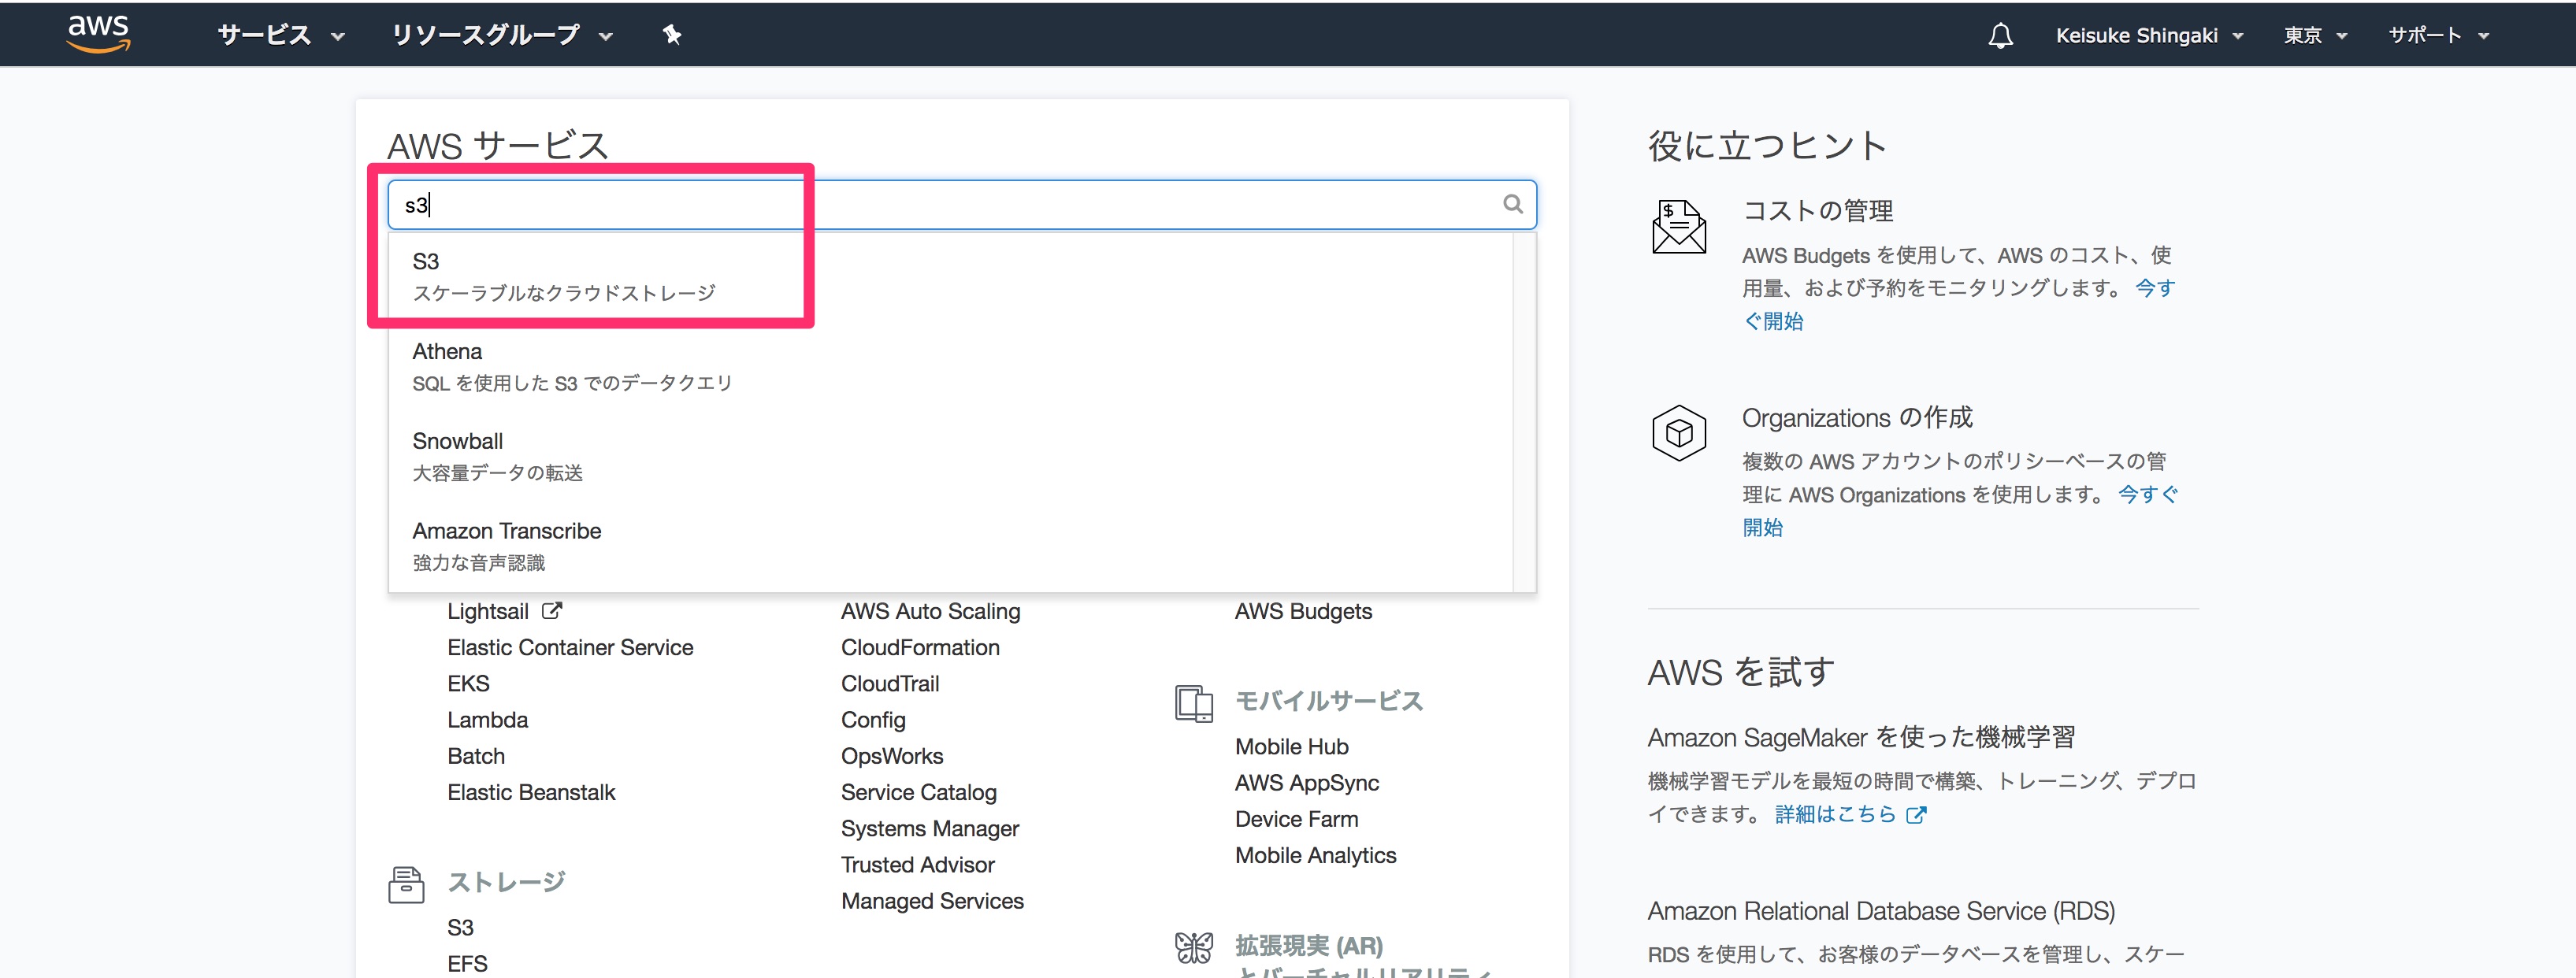 aws
サービス
リソースグループ
Keisuke Shingaki
東京
サポート
AWS サービス
s3
S3
スケーラブルなクラウドストレージ
Athena
SQL を使用した S3 でのデータクエリ
Snowball
大容量データの転送
Amazon Transcribe
強力な音声認識
Lightsail
Elastic Container Service
EKS
Lambda
Batch
Elastic Beanstalk
ストレージ
S3
EFS
AWS Auto Scaling
CloudFormation
CloudTrail
Config
OpsWorks
Service Catalog
Systems Manager
Trusted Advisor
Managed Services
AWS Budgets
モバイルサービス
Mobile Hub
AWS AppSync
Device Farm
Mobile Analytics
拡張現実 (AR)
とバーチャルリアリティ
役に立つヒント
コストの管理
AWS Budgets を使用して、AWS のコスト、使
用量、および予約をモニタリングします。 今す
ぐ開始
Organizations の作成
複数の AWS アカウントのポリシーベースの管
理に AWS Organizations を使用します。 今すぐ
開始
AWS を試す
Amazon SageMaker を使った機械学習
機械学習モデルを最短の時間で構築、トレーニング、デプロ
イできます。 詳細はこちら
Amazon Relational Database Service (RDS)
RDS を使用して、お客様のデータベースを管理し、スケー